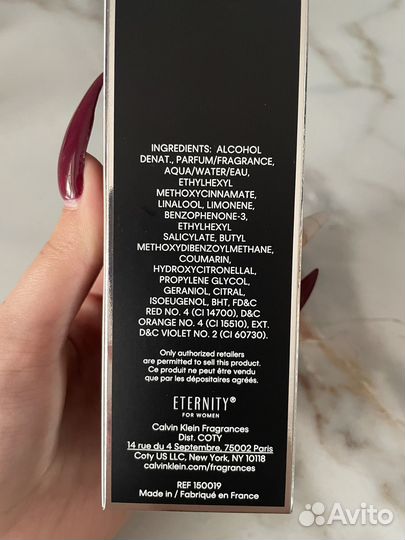 INGREDIENTS: ALCOHOL
DENAT., PARFUM/FRAGRANCE,
AQUA/WATER/EAU,
ETHYLHEXYL
METHOXYCINNAMATE,
LINALOOL, LIMONENE,
BENZOPHENONE-3,
ETHYLHEXYL
SALICYLATE, BUTYL
METHOXYDIBENZOYLMETHANE,
COUMARIN,
HYDROXYCITRONELLAL,
PROPYLENE GLYCOL,
GERANIOL, CITRAL,
ISOEUGENOL, BHT, FD&C
RED NO. 4 (CI 14700), D&C
ORANGE NO. 4 (CI 15510), EXT.
D&C VIOLET NO. 2 (CI 60730).
Only authorized retailers
are permitted to sell this product.
Ce produit ne peut être vendu
que par les dépositaires agréés.
ETERNITY®
FOR WOMEN
Calvin Klein Fragrances
Dist. COTY
14 rue du 4 Septembre, 75002 Paris
Coty US LLC, New York, NY 10118
calvinklein.com/fragrances
REF 150019
Made in / Fabriqué en France
Avito